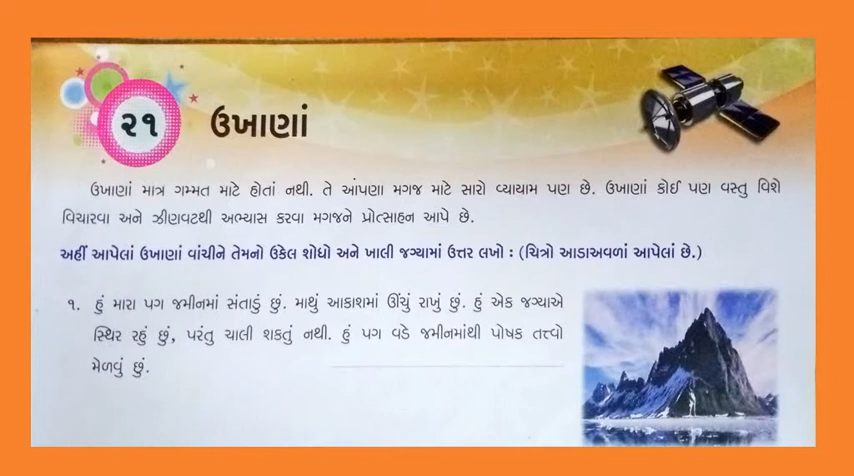 ૨૧
ઉખાણાં
ઉખાણાં માત્ર ગમ્મત માટે હોતાં નથી. તે આપણા મગજ માટે સારો વ્યાયામ પણ છે. ઉખાણાં કોઈ પણ વસ્તુ વિશે
વિચારવા અને ઝીણવટથી અભ્યાસ કરવા મગજને પ્રોત્સાહન આપે છે.
અહીં આપેલાં ઉખાણાં વાંચીને તેમનો ઉકેલ શોધો અને ખાલી જગ્યામાં ઉત્તર લખો : (ચિત્રો આડાઅવળાં આપેલાં છે.)
૧. હું મારા પગ જમીનમાં સંતાડું છું. માથું આકાશમાં ઊંચું રાખું છું. હું એક જગ્યાએ
સ્થિર રહું છું, પરંતુ ચાલી શકતું નથી. હું પગ વડે જમીનમાંથી પોષક તત્ત્વો
મેળવું છું.